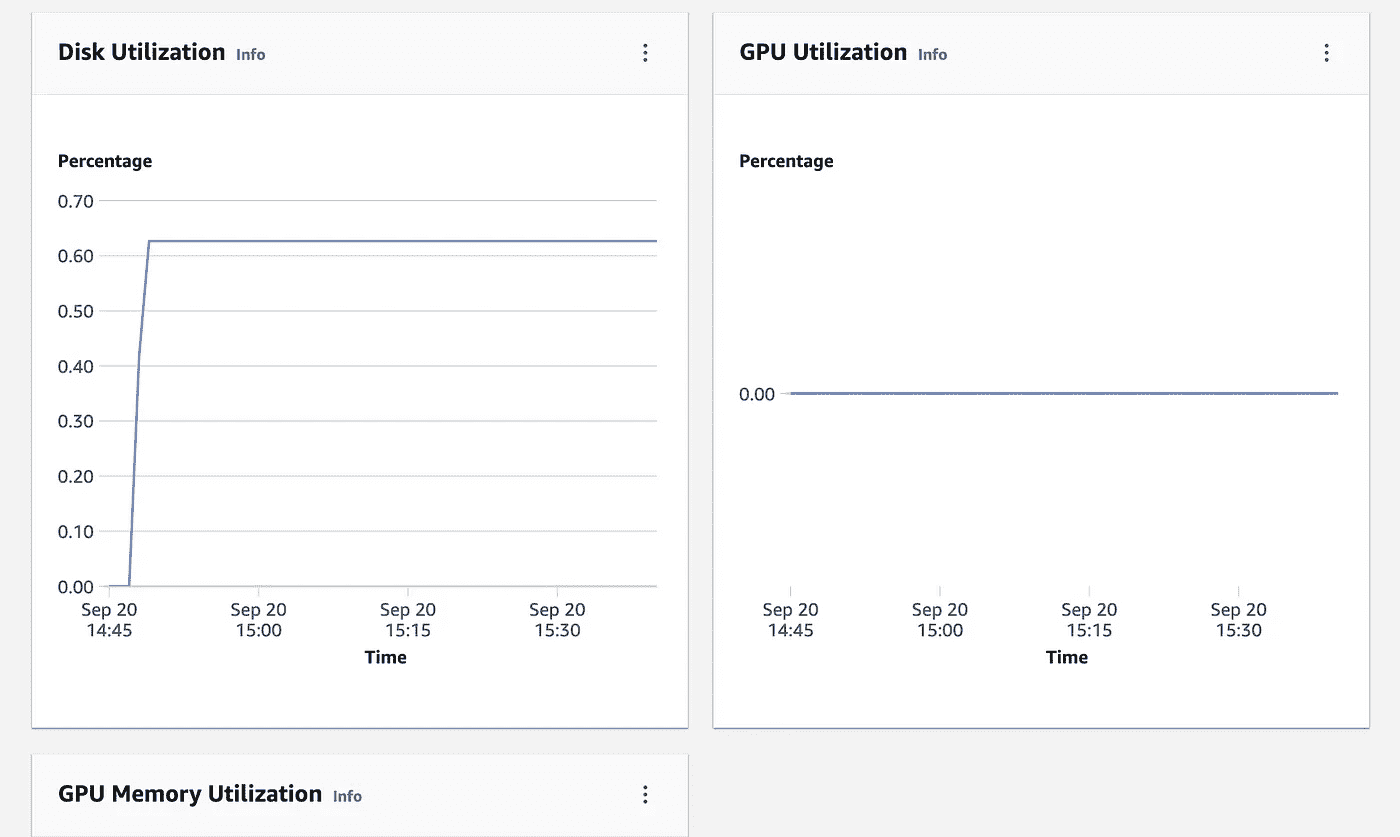 Disk Utilization Info
Percentage
0.70
0.60
0.50
0.40
0.30
0.20
0.10
0.00
Sep 20 Sep 20 Sep 20 Sep 20
14:45 15:00 15:15 15:30
Time
GPU Utilization Info
Percentage
0.00
Sep 20 Sep 20 Sep 20 Sep 20
14:45 15:00 15:15 15:30
Time
GPU Memory Utilization Info